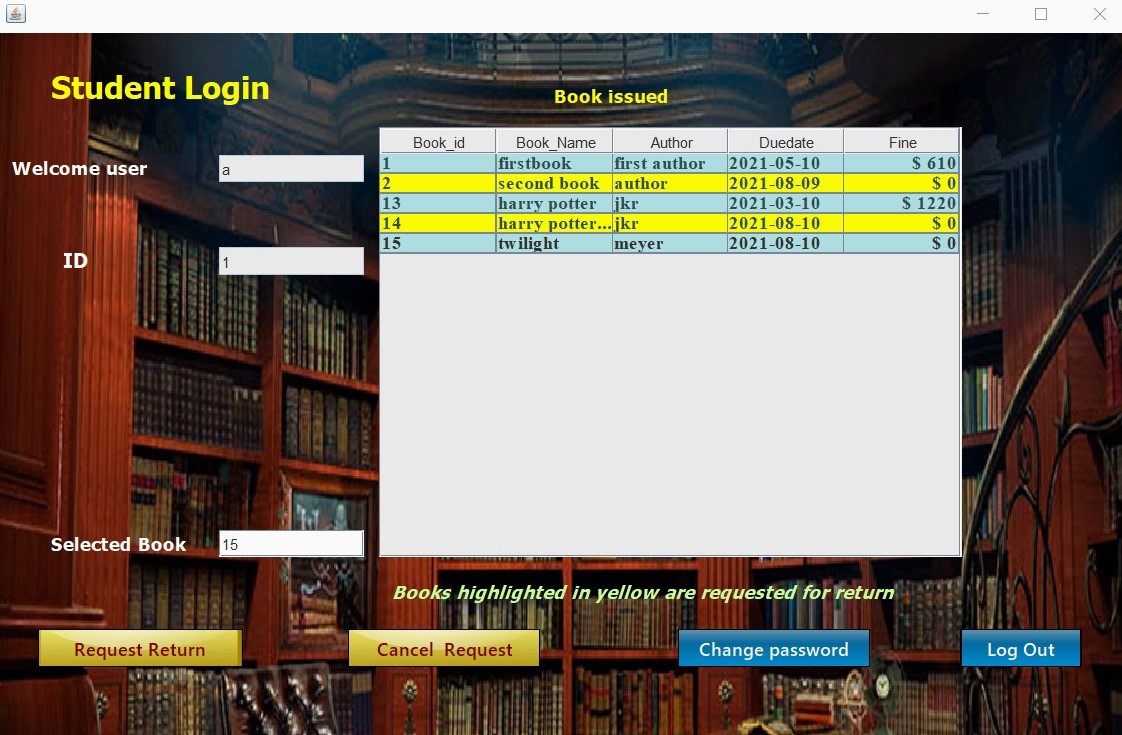 Student Login
Book issued
Book_id Book_Name Author Duedate Fine
1 firstbook first author 2021-05-10 $ 610
2 second book author 2021-08-09 $ 0
13 harry potter jkr 2021-03-10 $ 1220
14 harry potter... jkr 2021-08-10 $ 0
15 twilight meyer 2021-08-10 $ 0
Welcome user a
ID 1
Selected Book 15
Books highlighted in yellow are requested for return
Request Return Cancel Request Change password Log Out